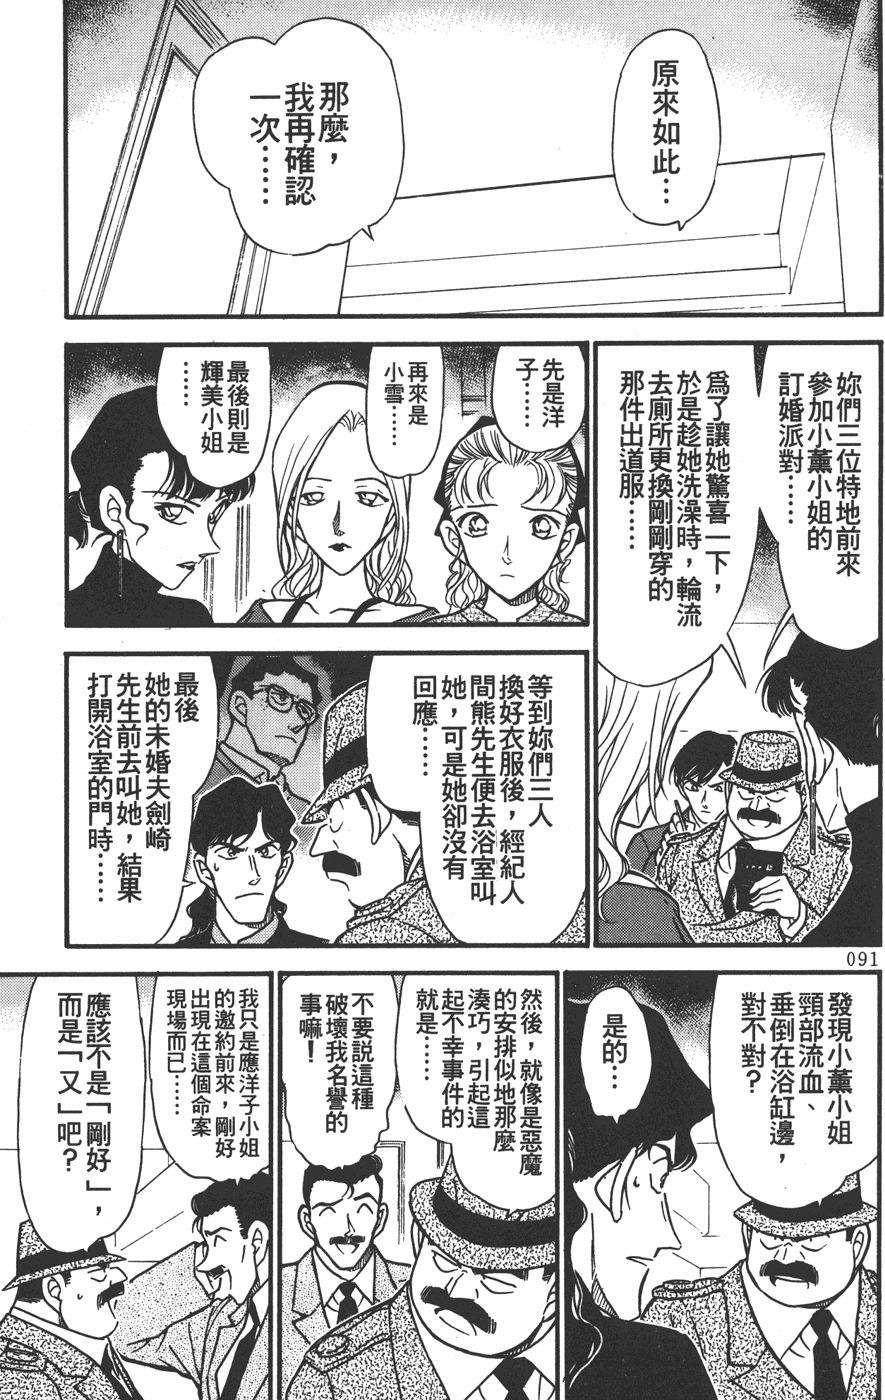 原來如此…
那麼，
我再確認
一次……
妳們三位特地前來
參加小薰小姐的
訂婚派對……
為了讓她驚喜一下，
於是趁她洗澡時，輪流
去廁所更換剛剛穿的
那件出道服…
先是洋
子…
再來是
小雪……
最後則是
輝美小姐
……
等到妳們三人
換好衣服後，經紀人
間熊先生便去浴室叫
她，可是她卻沒有
回應…
最後
她的未婚夫劍崎
先生前去叫她，結果
打開浴室的門時……
091
發現小薰小姐
頸部流血、
垂倒在浴缸邊，
對不對？
是的…
然後，就像是惡魔
的安排似地那麼
湊巧，引起這
起不幸事件的
就是……
不要說這種
破壞我名譽的
事嘛！
我只是應洋子小姐
的邀約前來，剛好
出現在這個命案
現場而已……
應該不是「剛好」，
而是「又」吧？